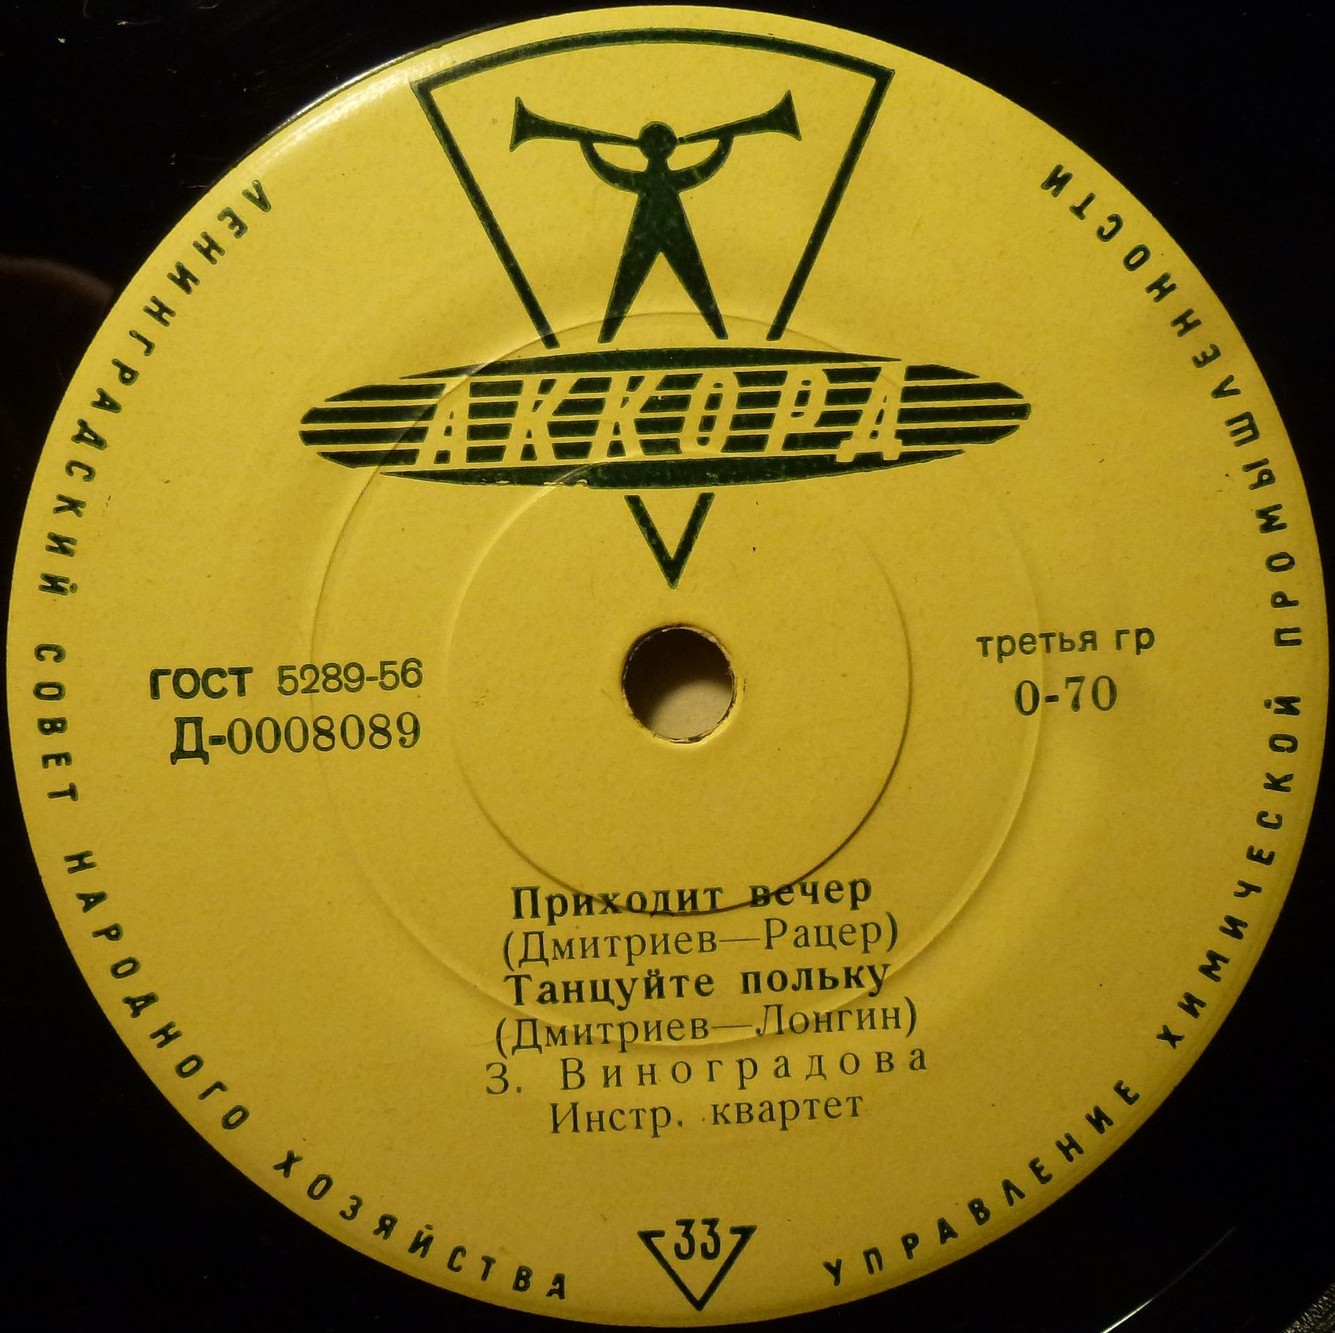 АККОРД
ЛЕНИНГРАДСКИЙ СОВЕТ НАРОДНОГО ХОЗЯЙСТВА
УПРАВЛЕНИЕ ХИМИЧЕСКОЙ ПРОМЫШЛЕННОСТИ
ГОСТ 5289-56
Д-0008089
третья гр
0-70
Приходит вечер
(Дмитриев—Рацер)
Танцуйте польку
(Дмитриев—Лонгин)
З. Виноградова
Инстр. квартет
33